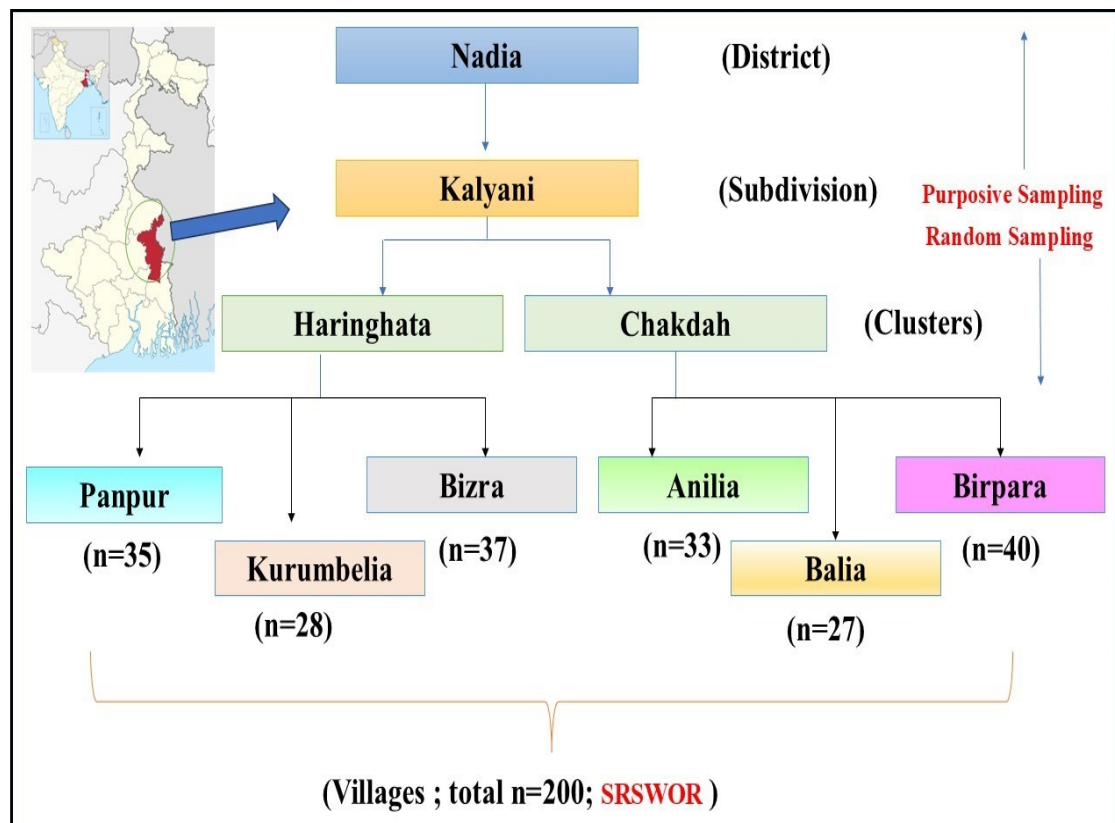 Nadia
(District)
Kalyani
(Subdivision)
Purposive Sampling
Random Sampling
Haringhata
Chakdah
(Clusters)
Panpur
(n=35)
Kurumbelia
(n=28)
Bizra
(n=37)
Anilia
(n=33)
Balia
(n=27)
Birpara
(n=40)
(Villages ; total n=200; SRSWOR )